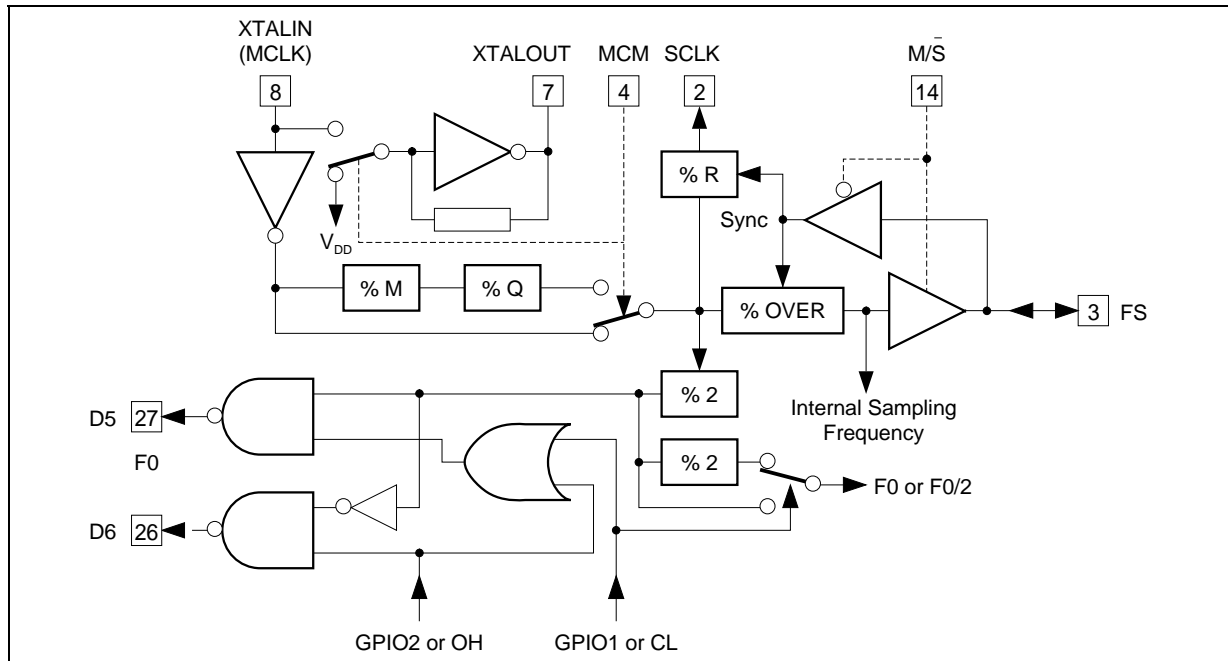 XTALIN
(MCLK)
XTALOUT
MCM
SCLK
M/S̅
8
7
4
2
14
% R
Sync
VDD
% M
% Q
% OVER
3
FS
% 2
Internal Sampling
Frequency
D5
27
F0
% 2
F0 or F0/2
D6
26
GPIO2 or OH
GPIO1 or CL